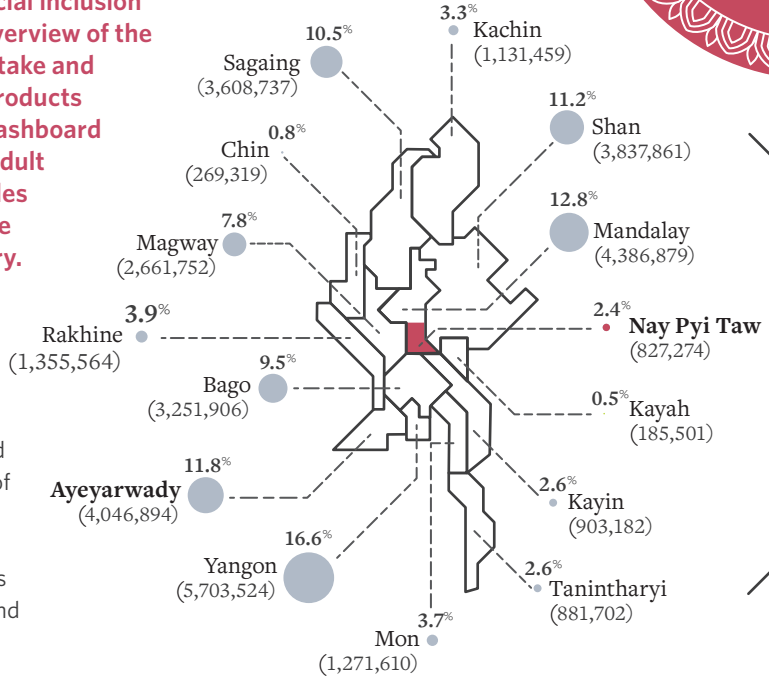 cial inclusion
verview of the
take and
roducts
ashboard
dult
les
e
ry.
d
of
s
nd
3.3%
Kachin
(1,131,459)
10.5%
Sagaing
(3,608,737)
11.2%
Shan
(3,837,861)
0.8%
Chin
(269,319)
12.8%
Mandalay
(4,386,879)
7.8%
Magway
(2,661,752)
2.4%
Nay Pyi Taw
(827,274)
3.9%
Rakhine
(1,355,564)
9.5%
Bago
(3,251,906)
0.5%
Kayah
(185,501)
11.8%
Ayeyarwady
(4,046,894)
2.6%
Kayin
(903,182)
16.6%
Yangon
(5,703,524)
2.6%
Tanintharyi
(881,702)
3.7%
Mon
(1,271,610)